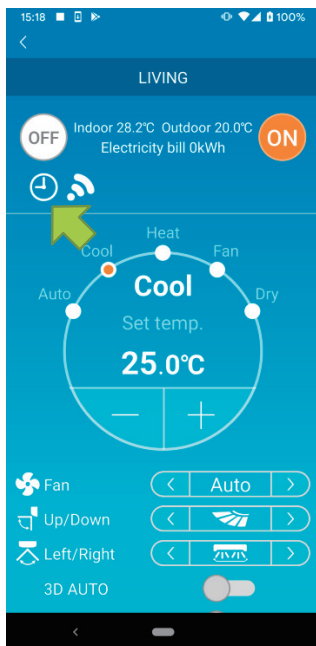 15:18 100%
LIVING
OFF
Indoor 28.2℃ Outdoor 20.0℃
Electricity bill 0kWh
ON
Heat
Cool
Fan
Auto
Dry
Cool
Set temp.
25.0℃
Fan
Auto
Up/Down
Left/Right
3D AUTO